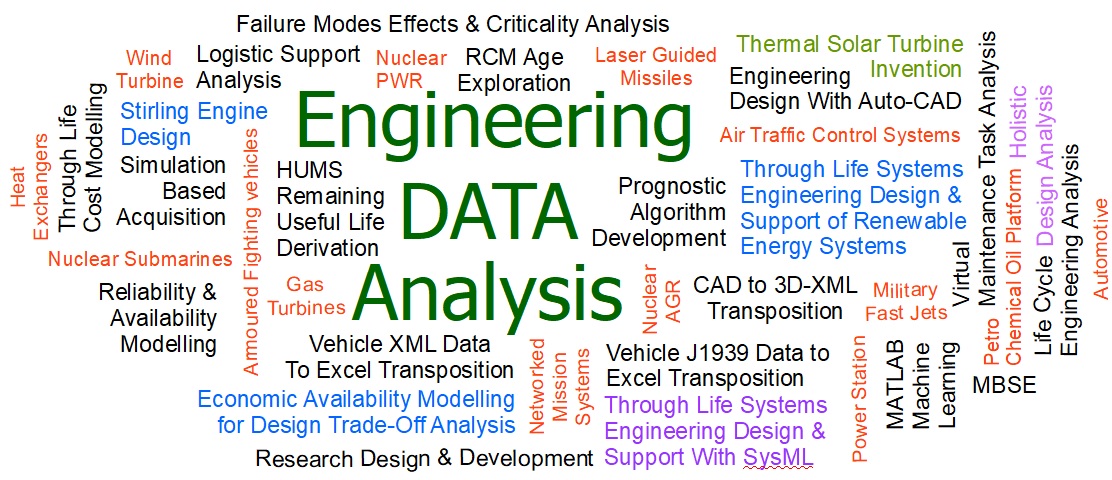 Failure Modes Effects & Criticality Analysis
Wind
Turbine
Logistic Support
Analysis
Nuclear
PWR
RCM Age
Exploration
Laser Guided
Missiles
Thermal Solar Turbine
Invention
Engineering
Design With Auto-CAD
Stirling Engine
Design
Engineering
DATA
Analysis
Air Traffic Control Systems
Heat
Exchangers
Through Life
Cost Modelling
Simulation
Based
Acquisition
Armoured Fighting vehicles
HUMS
Remaining
Useful Life
Derivation
Prognostic
Algorithm
Development
Through Life Systems
Engineering Design &
Support of Renewable
Energy Systems
Virtual
Maintenance Task Analysis
Petro
Chemical Oil Platform
Holistic
Design Analysis
Life Cycle
Engineering Analysis
Automotive
Nuclear Submarines
Reliability &
Availability
Modelling
Gas
Turbines
Nuclear
AGR
CAD to 3D-XML
Transposition
Military
Fast Jets
Vehicle XML Data
To Excel Transposition
Networked
Mission
Systems
Vehicle J1939 Data to
Excel Transposition
Power Station
MATLAB
Machine
Learning
MBSE
Economic Availability Modelling
for Design Trade-Off Analysis
Through Life Systems
Engineering Design &
Support With SysML
Research Design & Development